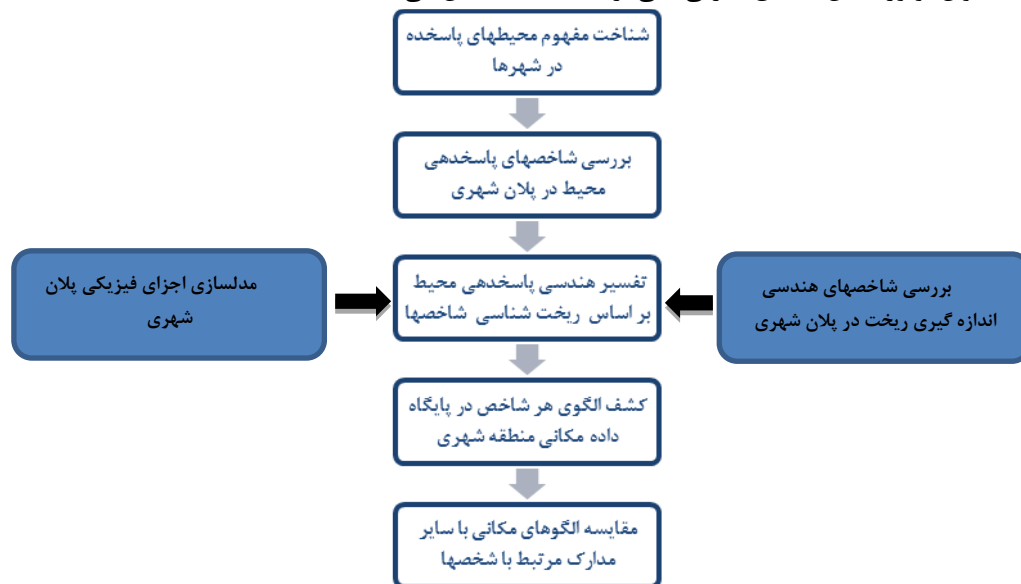 شناخت مفهوم محیطهای پاسخده
در شهرها
بررسی شاخصهای پاسخدهی
محیط در پلان شهری
تفسیر هندسی پاسخدهی محیط
بر اساس ریخت شناسی شاخصها
مدلسازی اجزای فیزیکی پلان
شهری
بررسی شاخصهای هندسی
اندازه گیری ریخت در پلان شهری
کشف الگوی هر شاخص در پایگاه
داده مکانی منطقه شهری
مقایسه الگوهای مکانی با سایر
مدارک مرتبط با شخصها